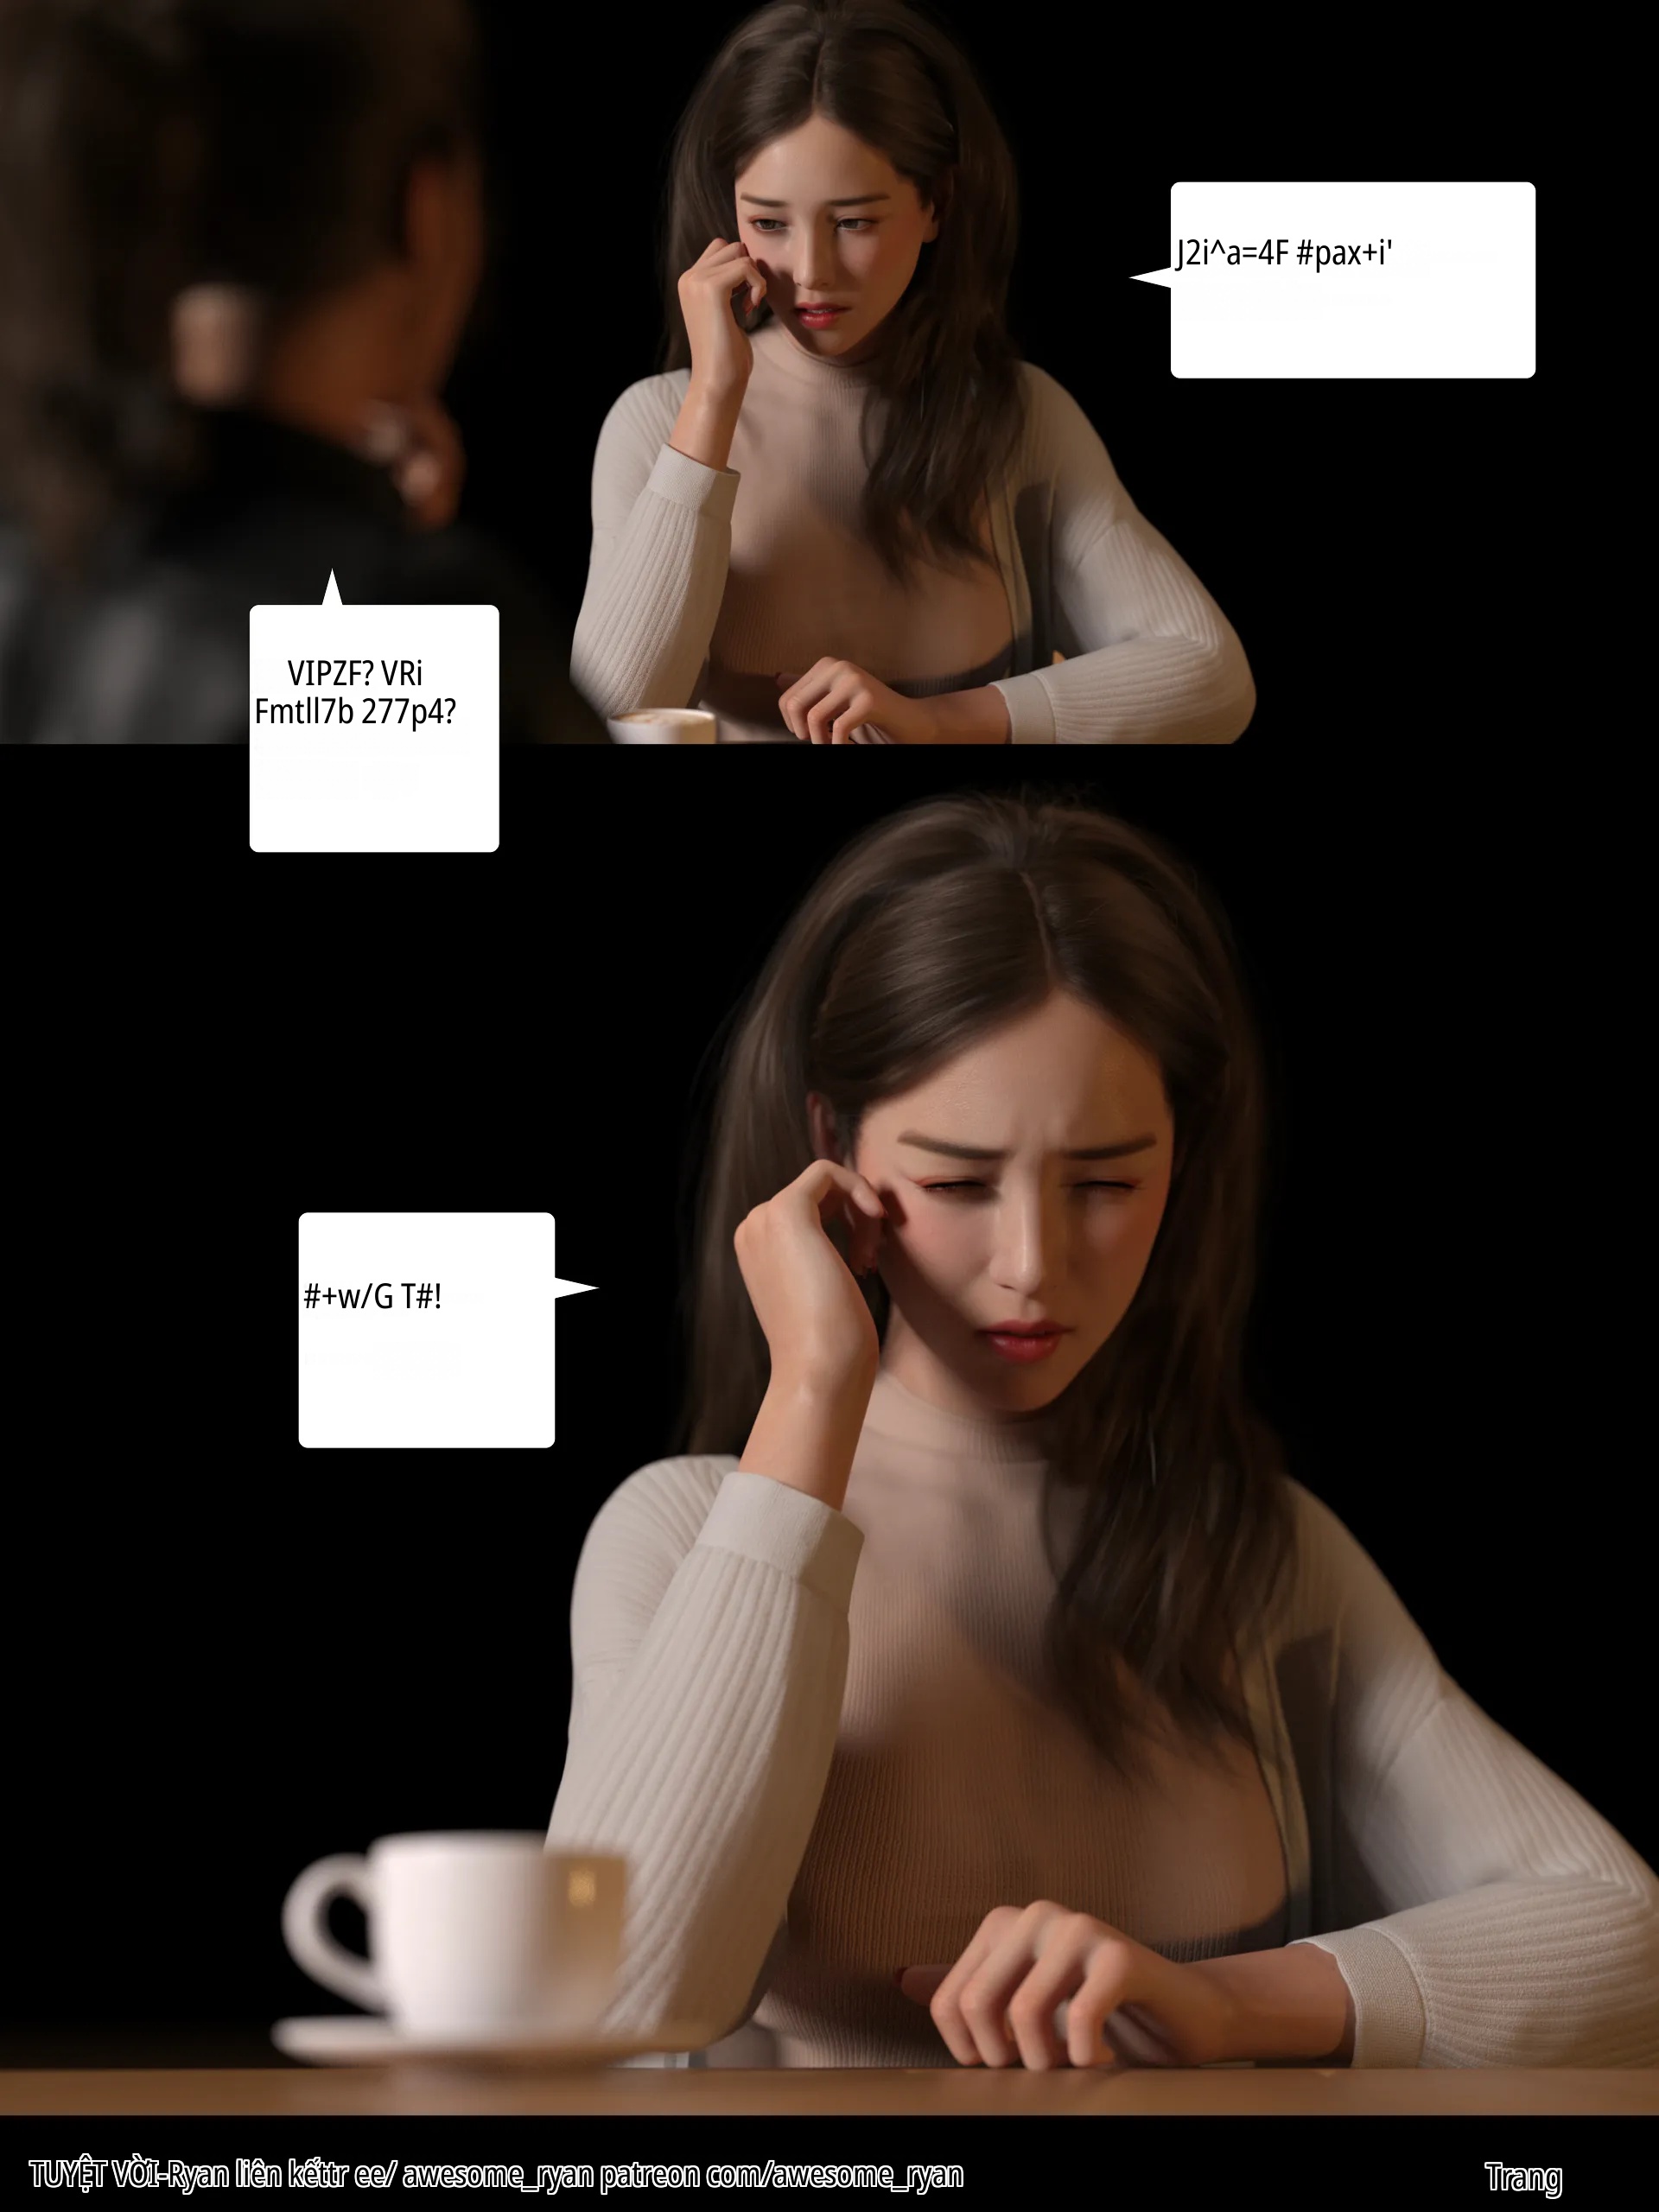 J2i^a=4F #pax+i'
VIPZF? VRi
Fmtll7b 277p4?
#+w/G T#!
TUYỆT VỜI-Ryan liên kếttr ee/ awesome_ryan patreon com/awesome_ryan
Trang